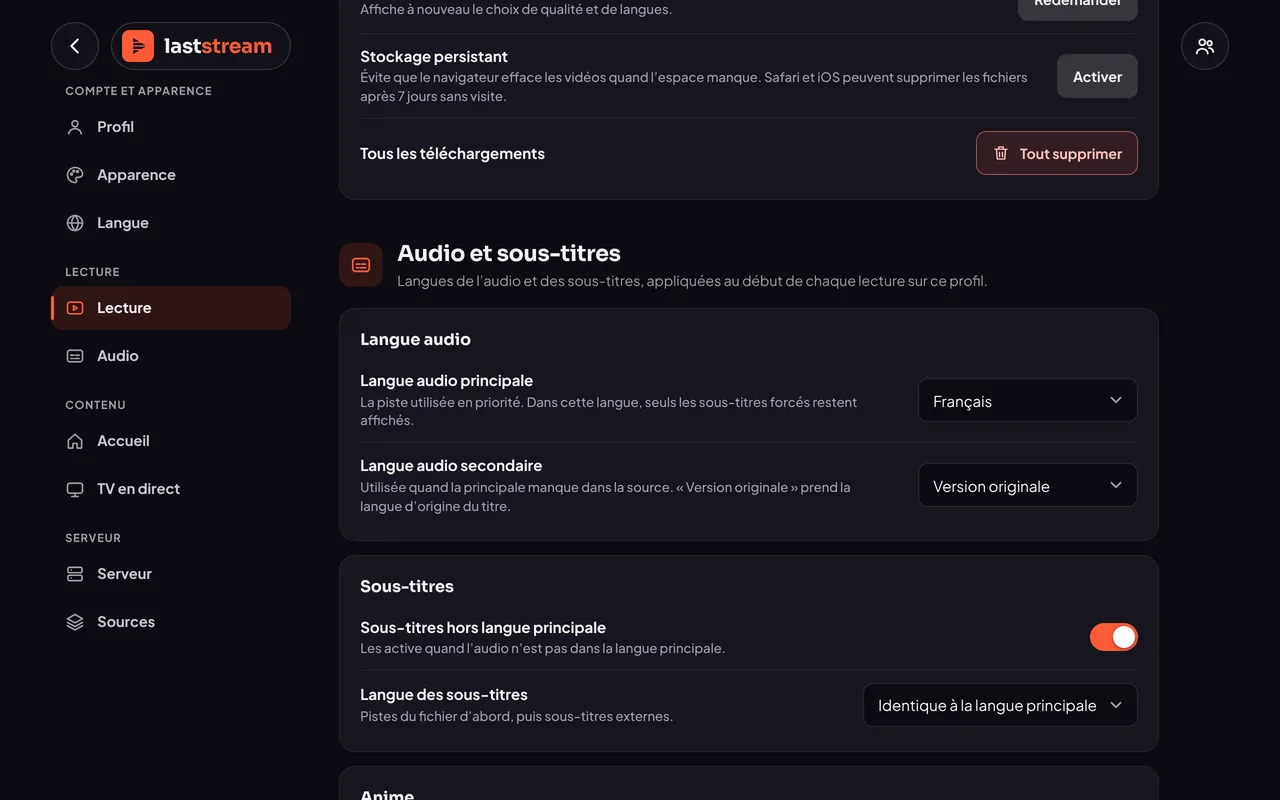 laststream
COMPTE ET APPARENCE
Profil
Apparence
Langue
LECTURE
Lecture
Audio
CONTENU
Accueil
TV en direct
SERVEUR
Serveur
Sources
Affiche à nouveau le choix de qualité et de langues.
Redemander
Stockage persistant
Évite que le navigateur efface les vidéos quand l’espace manque. Safari et iOS peuvent supprimer les fichiers
après 7 jours sans visite.
Activer
Tous les téléchargements
Tout supprimer
Audio et sous-titres
Langues de l’audio et des sous-titres, appliquées au début de chaque lecture sur ce profil.
Langue audio
Langue audio principale
La piste utilisée en priorité. Dans cette langue, seuls les sous-titres forcés restent
affichés.
Français
Langue audio secondaire
Utilisée quand la principale manque dans la source. « Version originale » prend la
langue d’origine du titre.
Version originale
Sous-titres
Sous-titres hors langue principale
Les active quand l’audio n’est pas dans la langue principale.
Langue des sous-titres
Pistes du fichier d’abord, puis sous-titres externes.
Identique à la langue principale
Anime